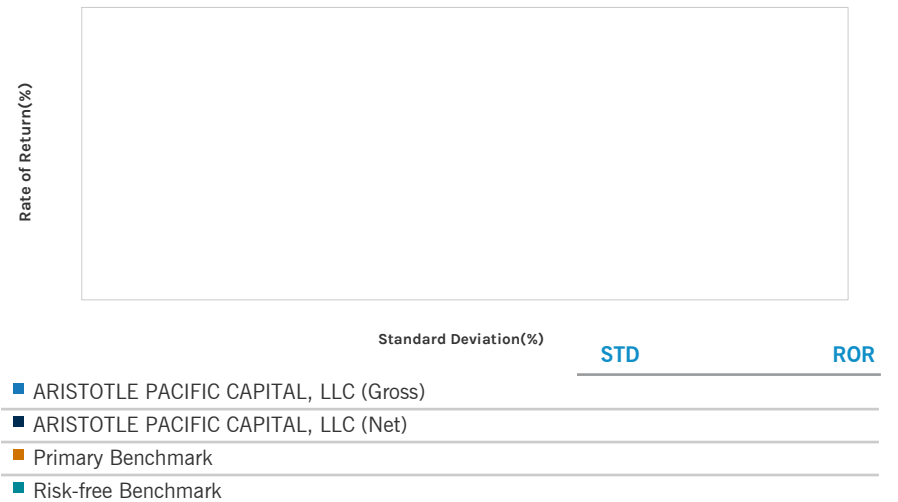 Rate of Return(%)
Standard Deviation(%)
STD ROR
ARISTOTLE PACIFIC CAPITAL, LLC (Gross)
ARISTOTLE PACIFIC CAPITAL, LLC (Net)
Primary Benchmark
Risk-free Benchmark